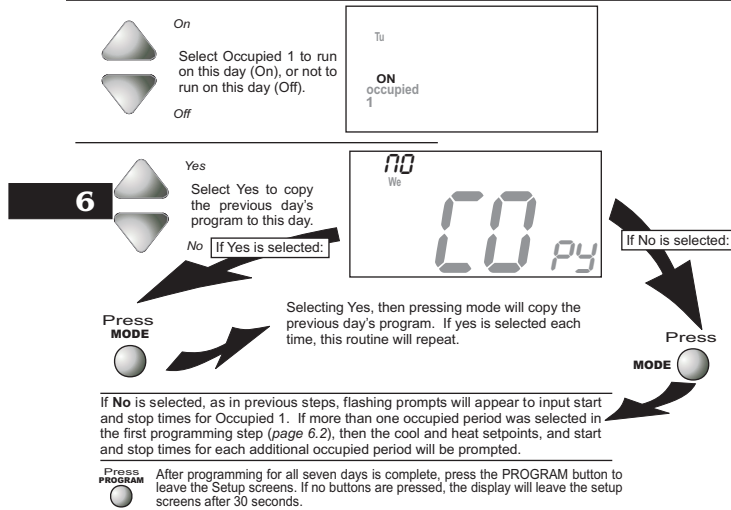 On
Select Occupied 1 to run
on this day (On), or not to
run on this day (Off).
Off
Tu
ON
occupied
1
6
Yes
Select Yes to copy
the previous day's
program to this day.
No
If Yes is selected:
no
We
CO
Py
If No is selected:
Press
MODE
Selecting Yes, then pressing mode will copy the
previous day's program. If yes is selected each
time, this routine will repeat.
Press
MODE
If No is selected, as in previous steps, flashing prompts will appear to input start
and stop times for Occupied 1. If more than one occupied period was selected in
the first programming step (page 6.2), then the cool and heat setpoints, and start
and stop times for each additional occupied period will be prompted.
Press
PROGRAM
After programming for all seven days is complete, press the PROGRAM button to
leave the Setup screens. If no buttons are pressed, the display will leave the setup
screens after 30 seconds.